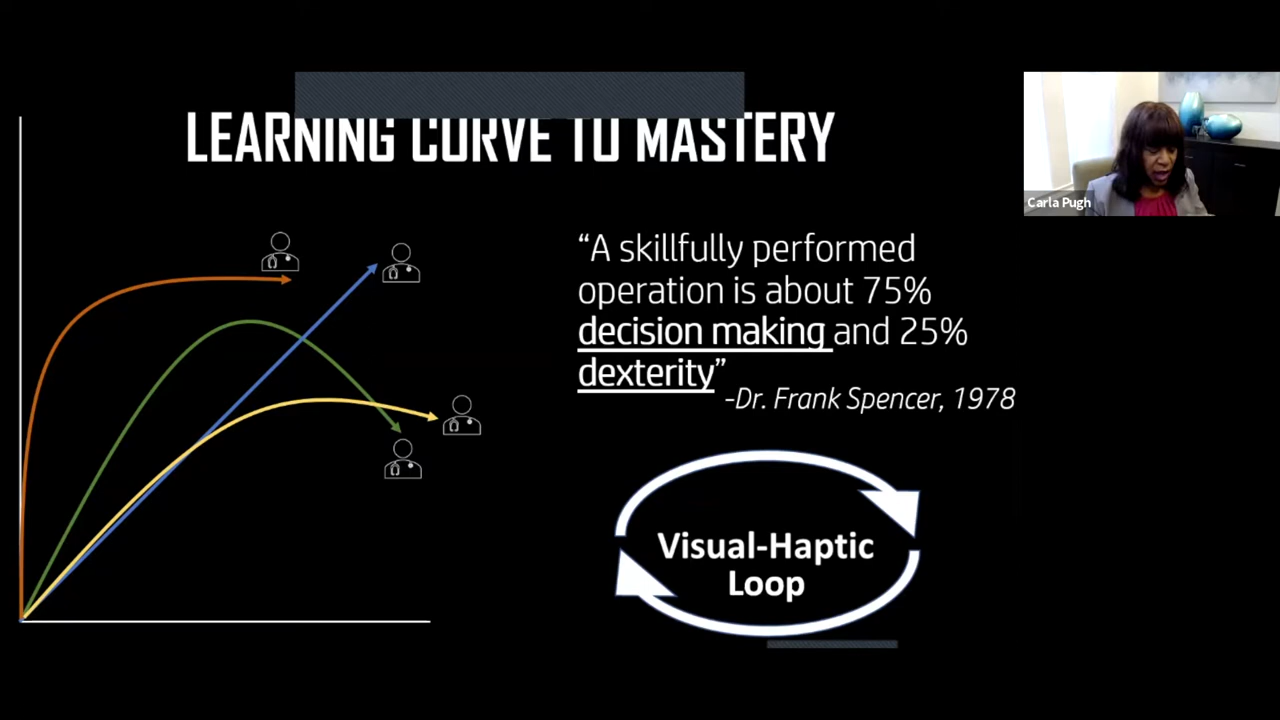 LEARNING CURVE TO MASTERY
Carla Pugh
“A skillfully performed
operation is about 75%
decision making and 25%
dexterity”
-Dr. Frank Spencer, 1978
Visual-Haptic
Loop